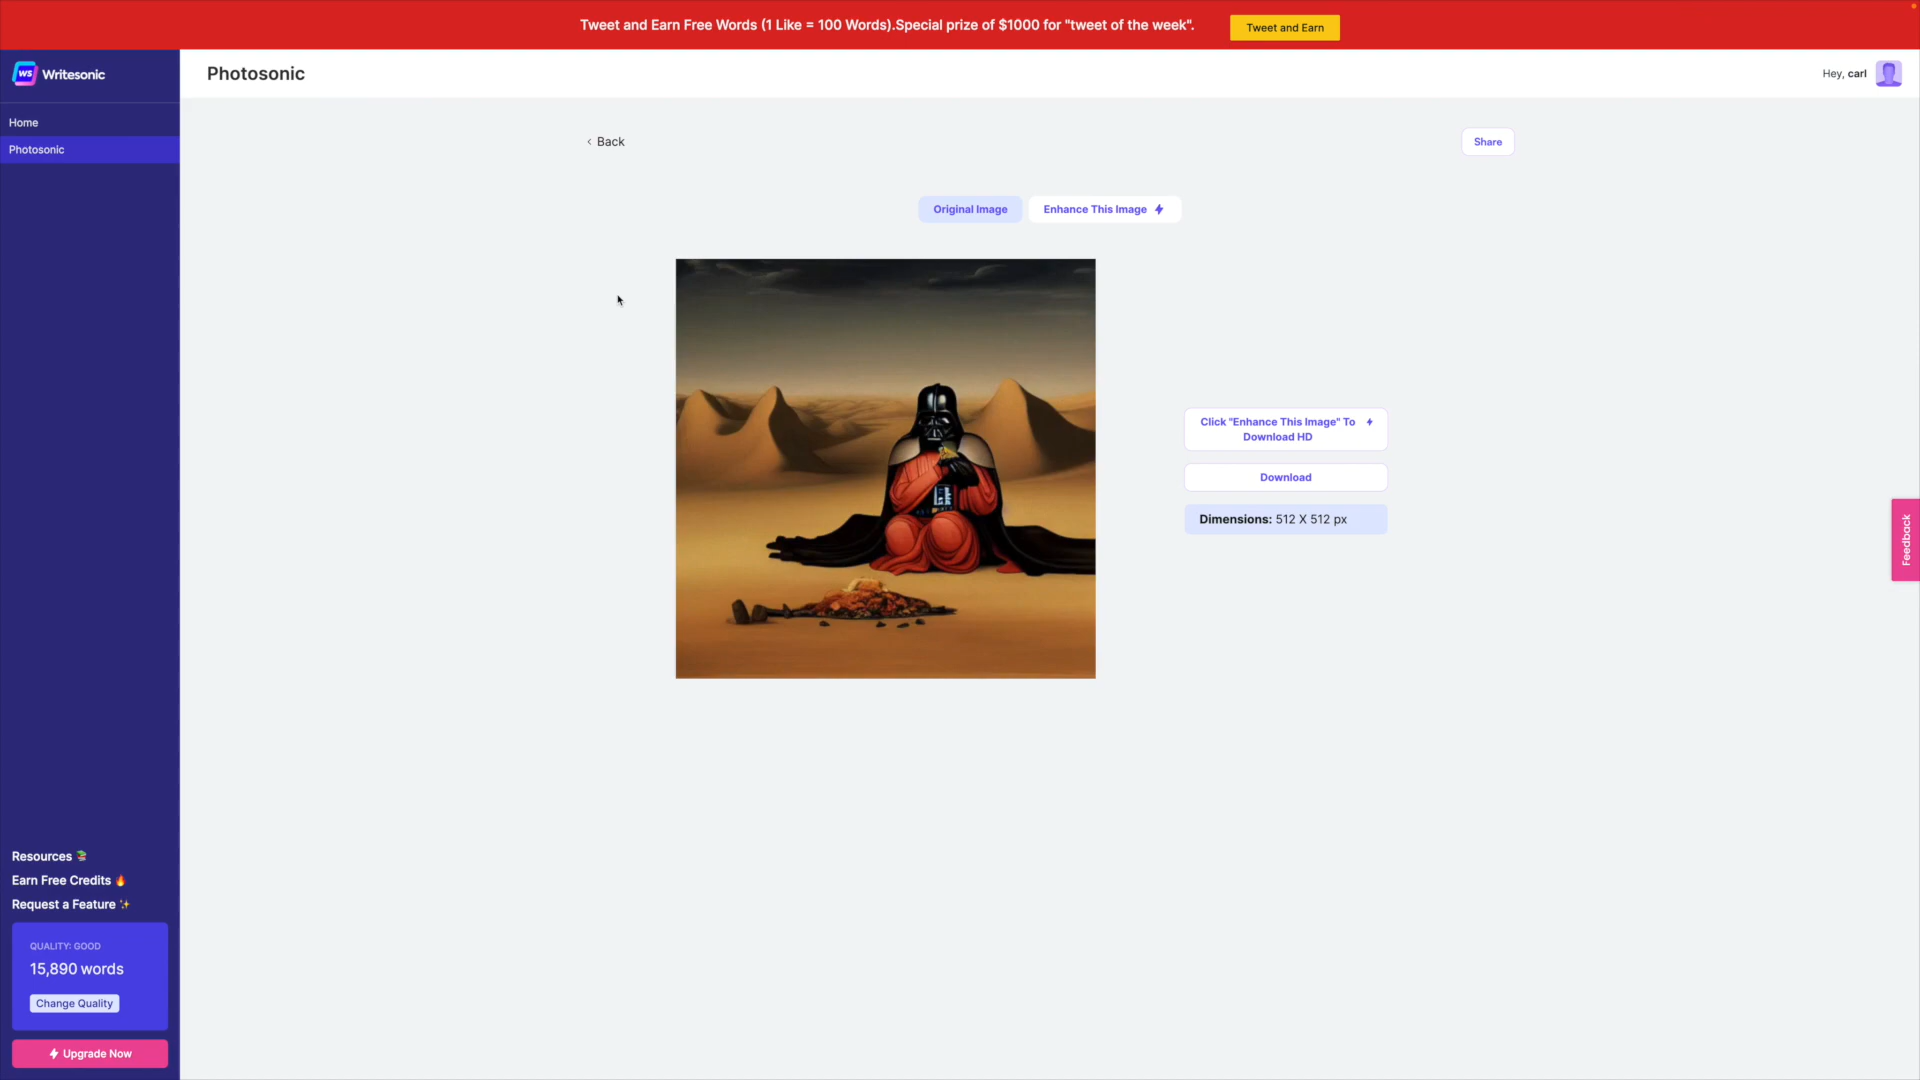 Tweet and Earn Free Words (1 Like = 100 Words).Special prize of $1000 for "tweet of the week".
Tweet and Earn
WS Writesonic
Photosonic
Hey, carl
Home
Photosonic
Back
Share
Original Image
Enhance This Image
Click "Enhance This Image" To
Download HD
Download
Dimensions: 512 X 512 px
Feedback
Resources
Earn Free Credits
Request a Feature
QUALITY: GOOD
15,890 words
Change Quality
Upgrade Now